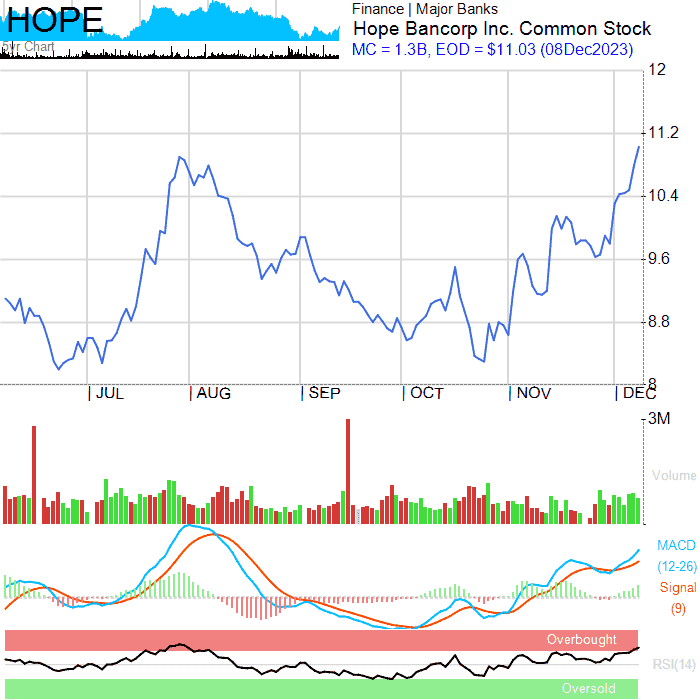 HOPE
5yr Chart
Finance | Major Banks
Hope Bancorp Inc. Common Stock
MC = 1.3B, EOD = $11.03 (08Dec2023)
12
11.2
10.4
9.6
8.8
8
| JUL | AUG | SEP | OCT | NOV | DEC
3M
Volume
MACD
(12-26)
Signal
(9)
Overbought
RSI(14)
Oversold